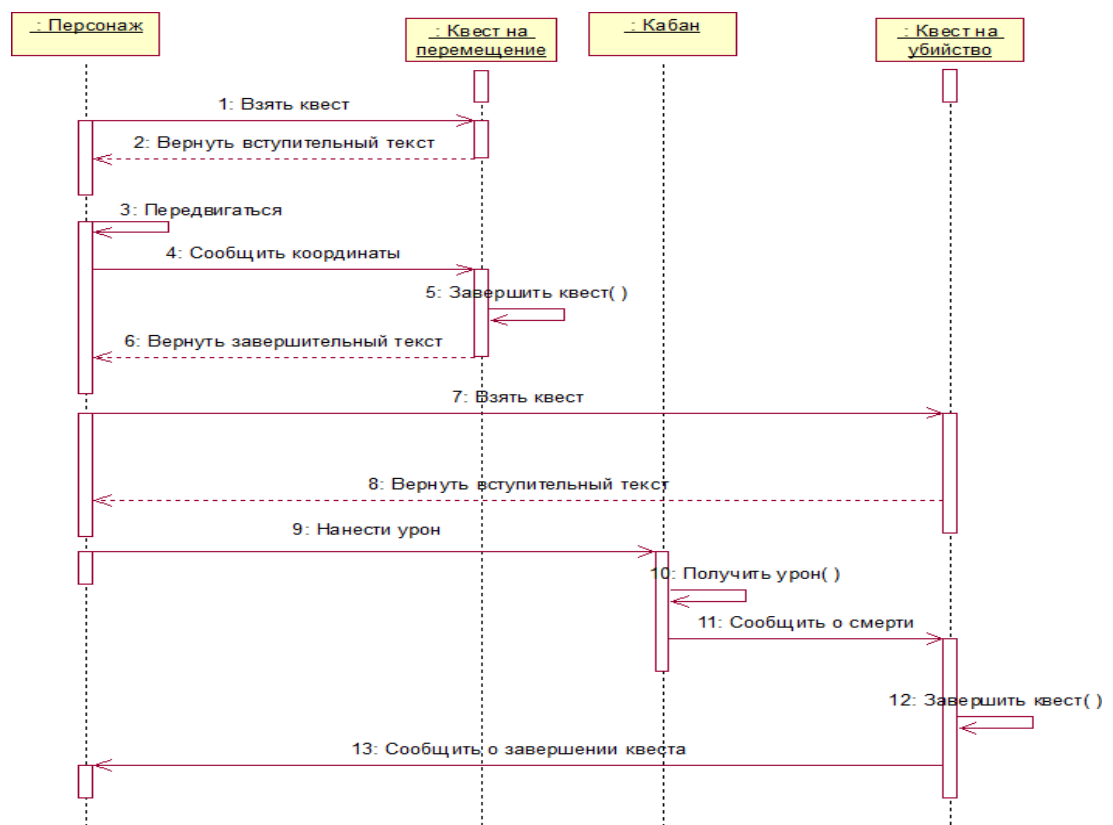 _: Персонаж
_: Квест на
перемещение
_: Кабан
_: Квест на
убийство
1: Взять квест
2: Вернуть вступительный текст
3: Передвигаться
4: Сообщить координаты
5: Завершить квест( )
6: Вернуть завершительный текст
7: Взять квест
8: Вернуть вступительный текст
9: Нанести урон
10: Получить урон( )
11: Сообщить о смерти
12: Завершить квест( )
13: Сообщить о завершении квеста